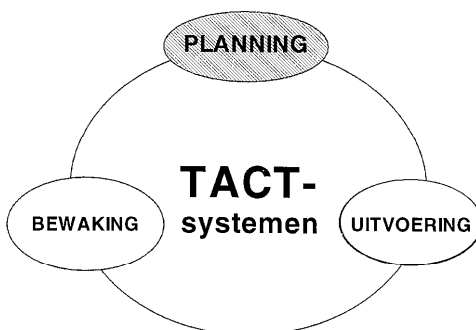 PLANNING
TACT-
systemen
BEWAKING
UITVOERING